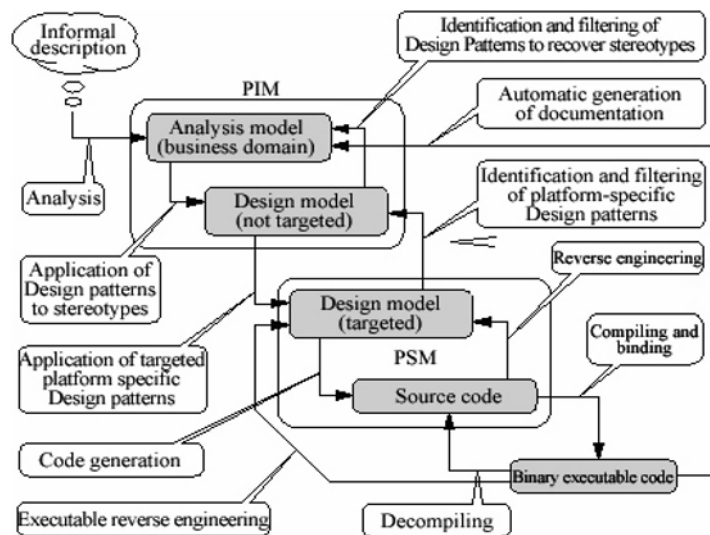 Informal
description
Identification and filtering of
Design Patterns to recover stereotypes
PIM
Automatic generation
of documentation
Analysis model
(business domain)
Analysis
Design model
(not targeted)
Identification and filtering
of platform-specific
Design patterns
Application of
Design patterns
to stereotypes
Reverse engineering
Design model
(targeted)
Compiling and
binding
Application of targeted
platform specific
Design patterns
PSM
Source code
Code generation
Binary executable code
Executable reverse engineering
Decompiling